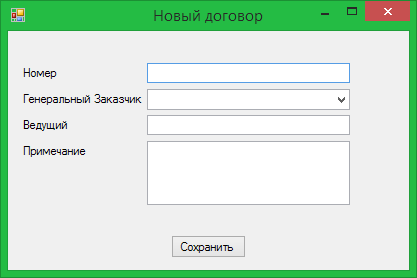 Новый договор
Номер
Генеральный Заказчик
Ведущий
Примечание
Сохранить